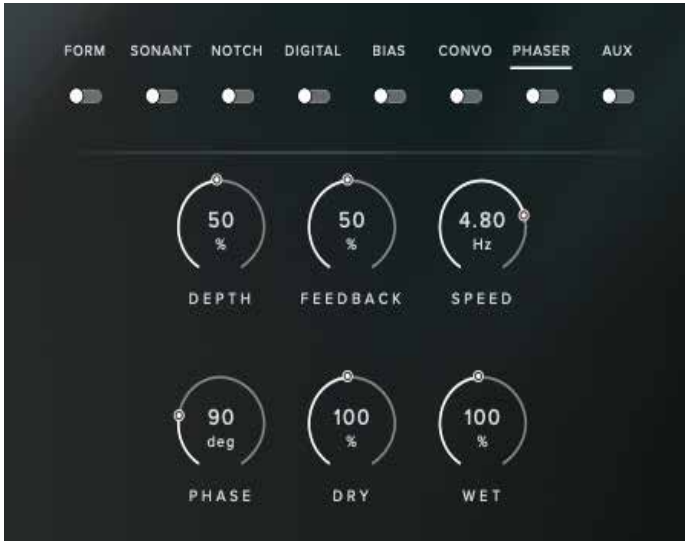 FORM SONANT NOTCH DIGITAL BIAS CONVO PHASER AUX
50 50 4.80
% % Hz
DEPTH FEEDBACK SPEED
90 100 100
deg % %
PHASE DRY WET